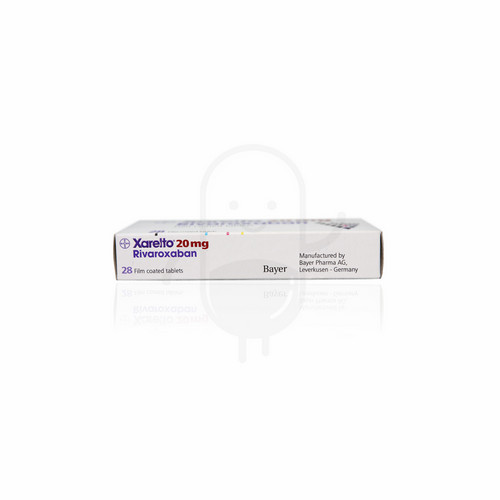 Xarelto 20 mg
Rivaroxaban
28 Film coated tablets
Bayer
Manufactured by
Bayer Pharma AG,
Leverkusen - Germany